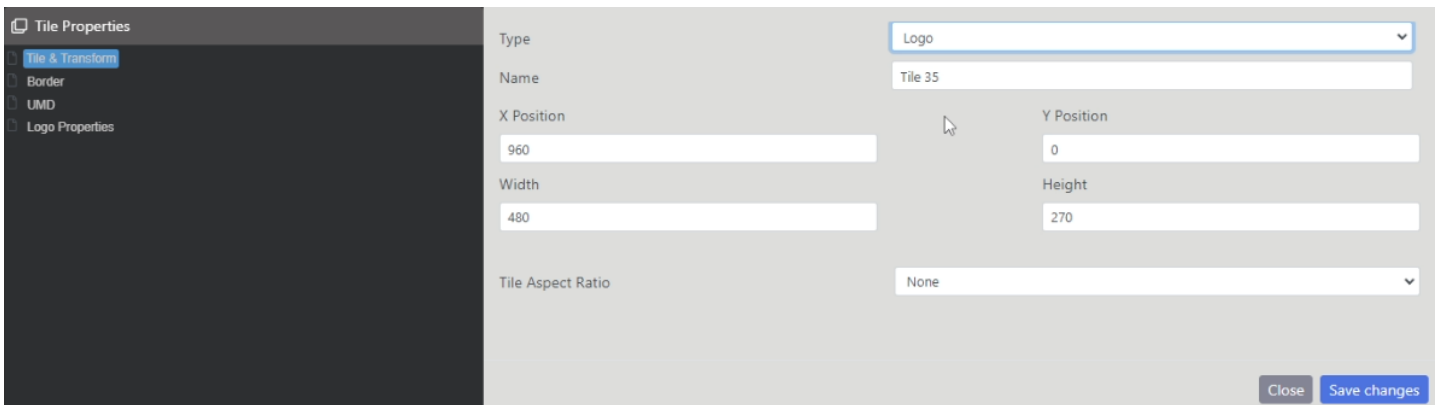 Tile Properties
Tile & Transform
Border
UMD
Logo Properties
Type
Logo
Name
Tile 35
X Position
Y Position
960
0
Width
Height
480
270
Tile Aspect Ratio
None
Close
Save changes